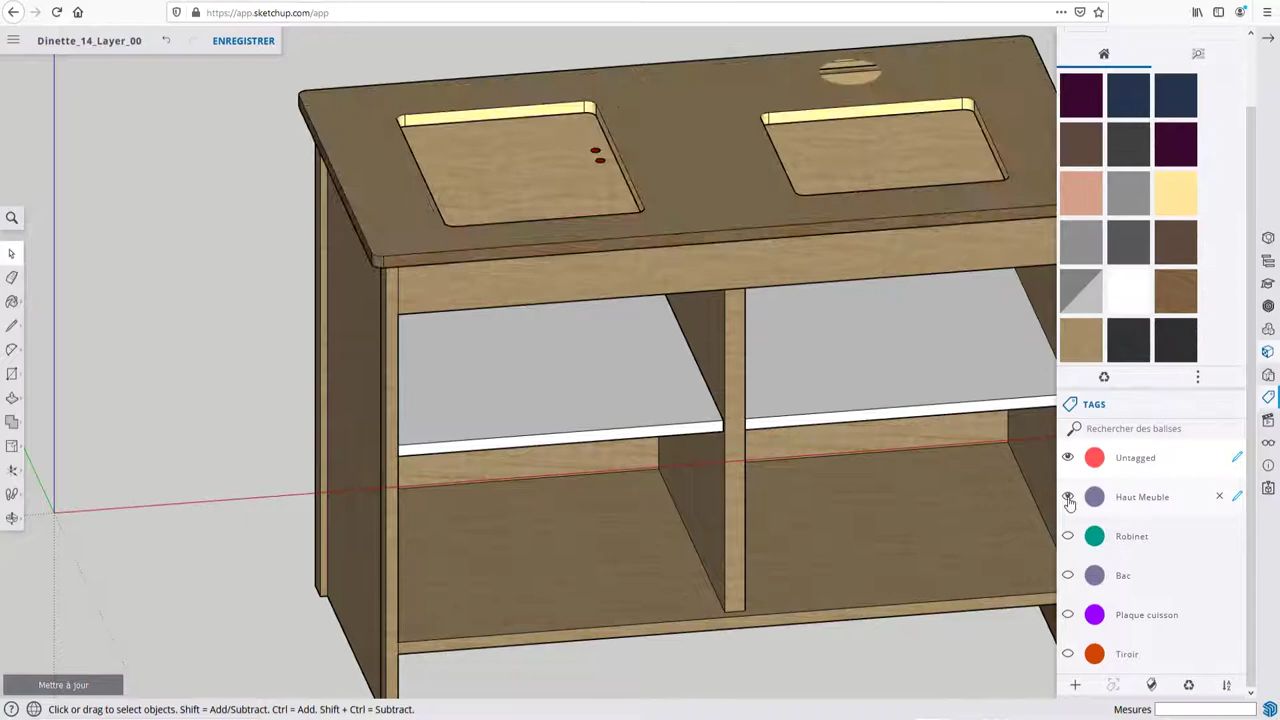 https://app.sketchup.com/app
Dinette_14_Layer_00
ENREGISTRER
TAGS
Rechercher des balises
Untagged
Haut Meuble
Robinet
Bac
Plaque cuisson
Tiroir
Mettre à jour
Click or drag to select objects. Shift = Add/Subtract. Ctrl = Add. Shift + Ctrl = Subtract.
Mesures